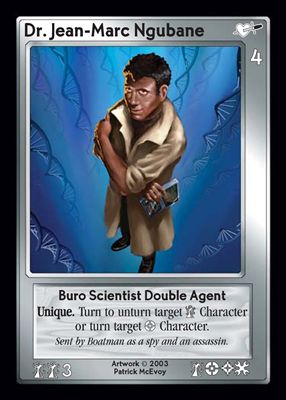 Dr. Jean-Marc Ngubane
4
Buro Scientist Double Agent
Unique. Turn to unturn target Character
or turn target Character.
Sent by Boatman as a spy and an assassin.
Artwork © 2003
Patrick McEvoy
3